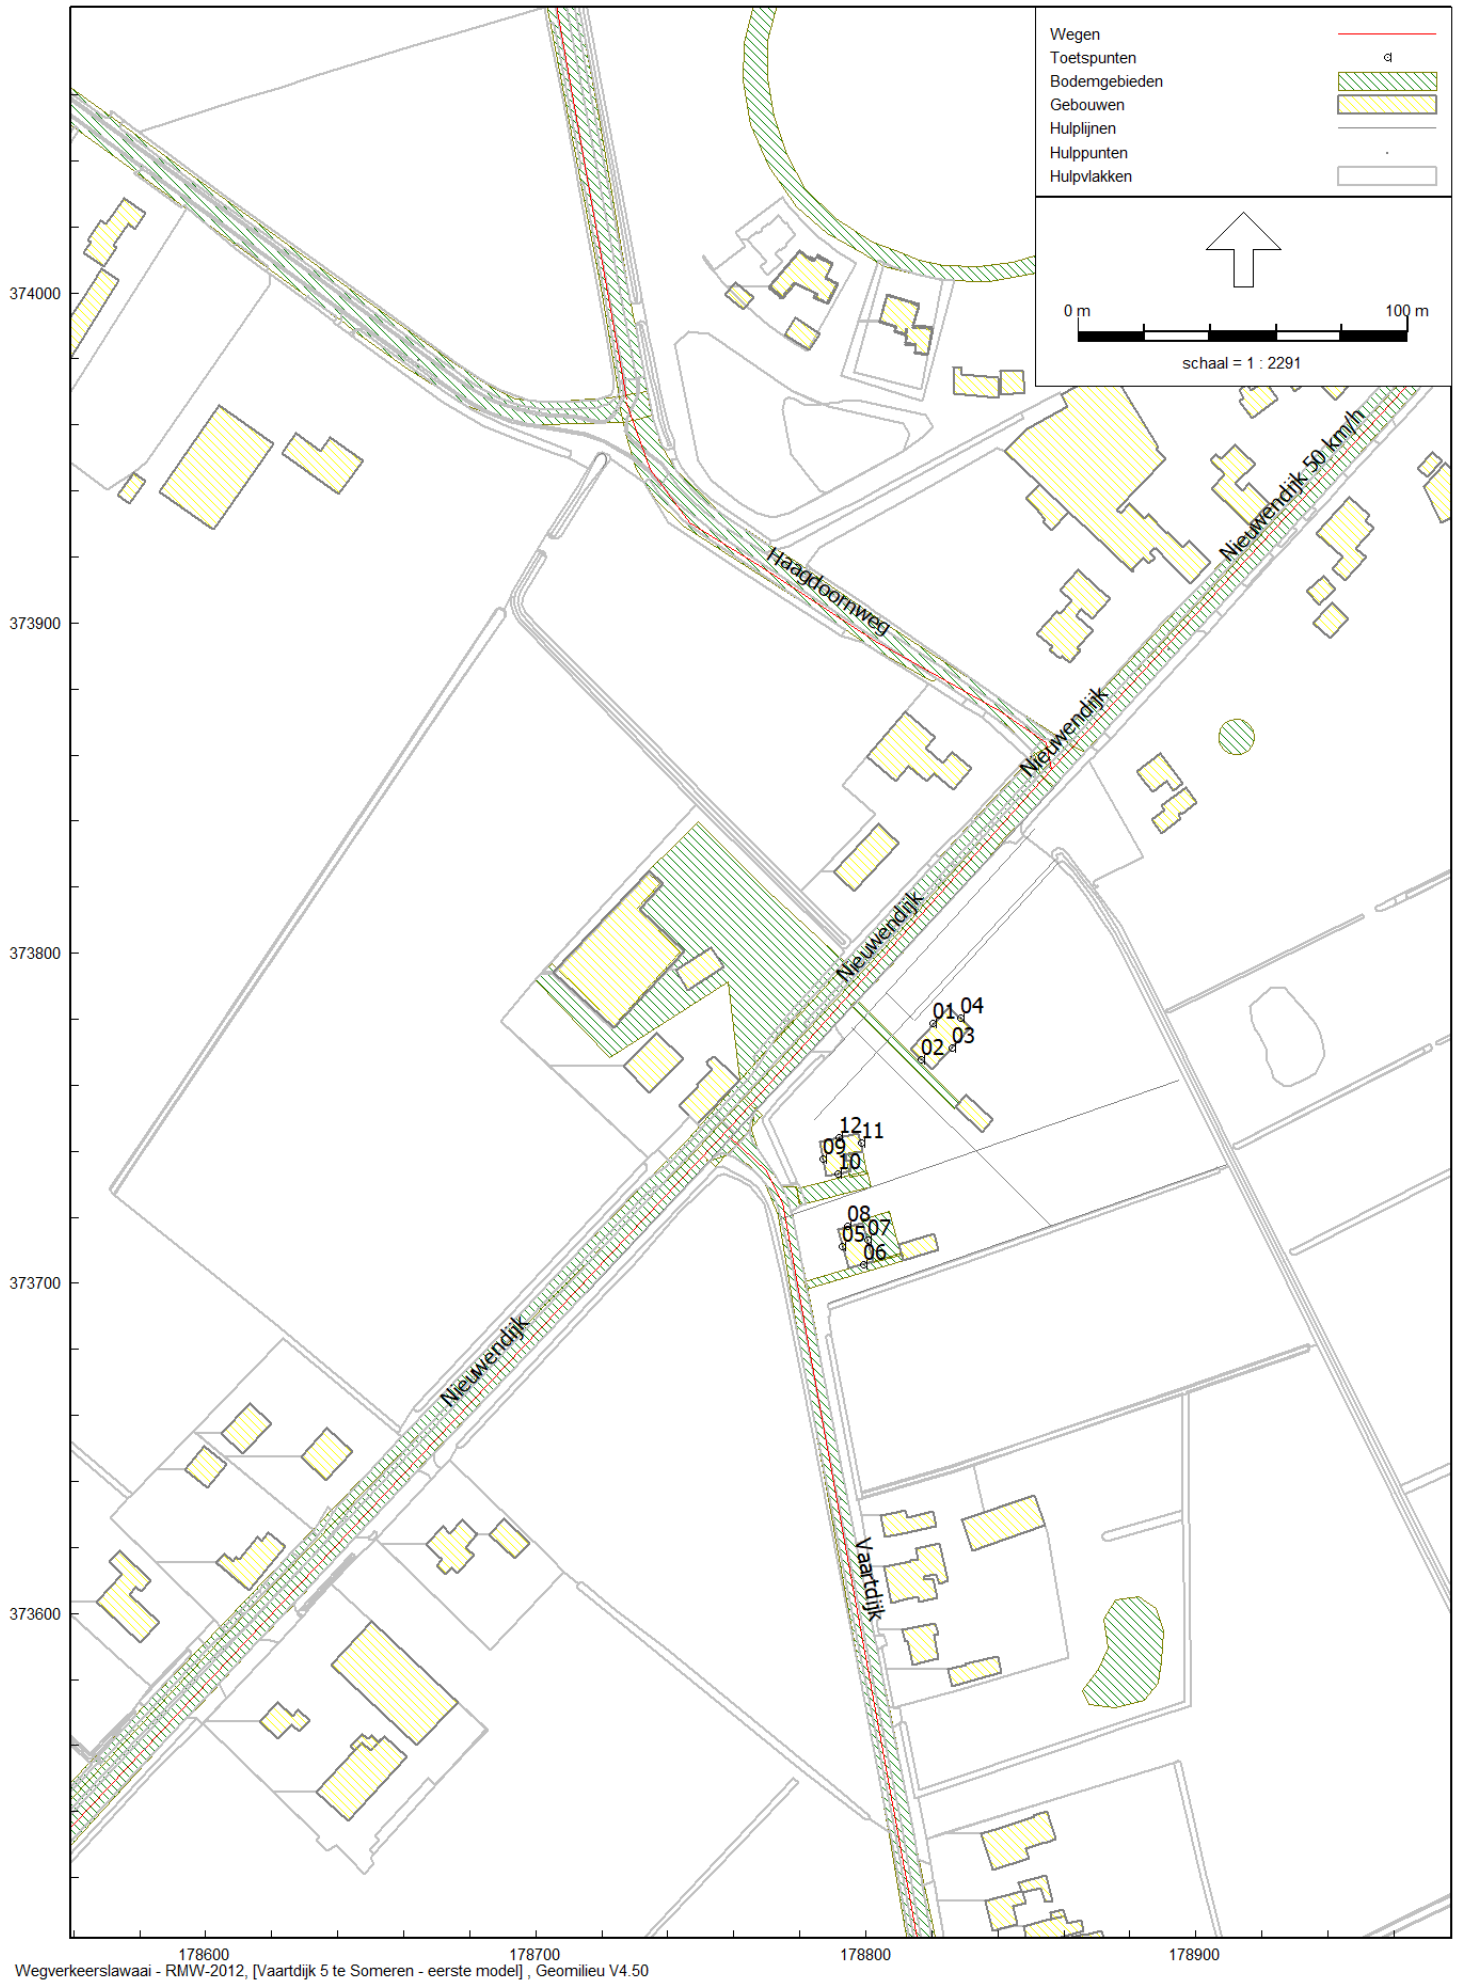 Wegen
Toetspunten
Bodemgebieden
Gebouwen
Hulplijnen
Hulppunten
Hulpvlakken
0 m 100 m
schaal = 1 : 2291
374000
373900
373800
373700
373600
Nieuwendijk 50 km/h
Haagdoornweg
Nieuwendijk
Nieuwendijk
01 04
02 03
12 11
09 10
08
05 07
06
Nieuwendijk
Vaartdijk
178600 178700 178800 178900
Wegverkeerslawaai - RMW-2012, [Vaartdijk 5 te Someren - eerste model] , Geomilieu V4.50